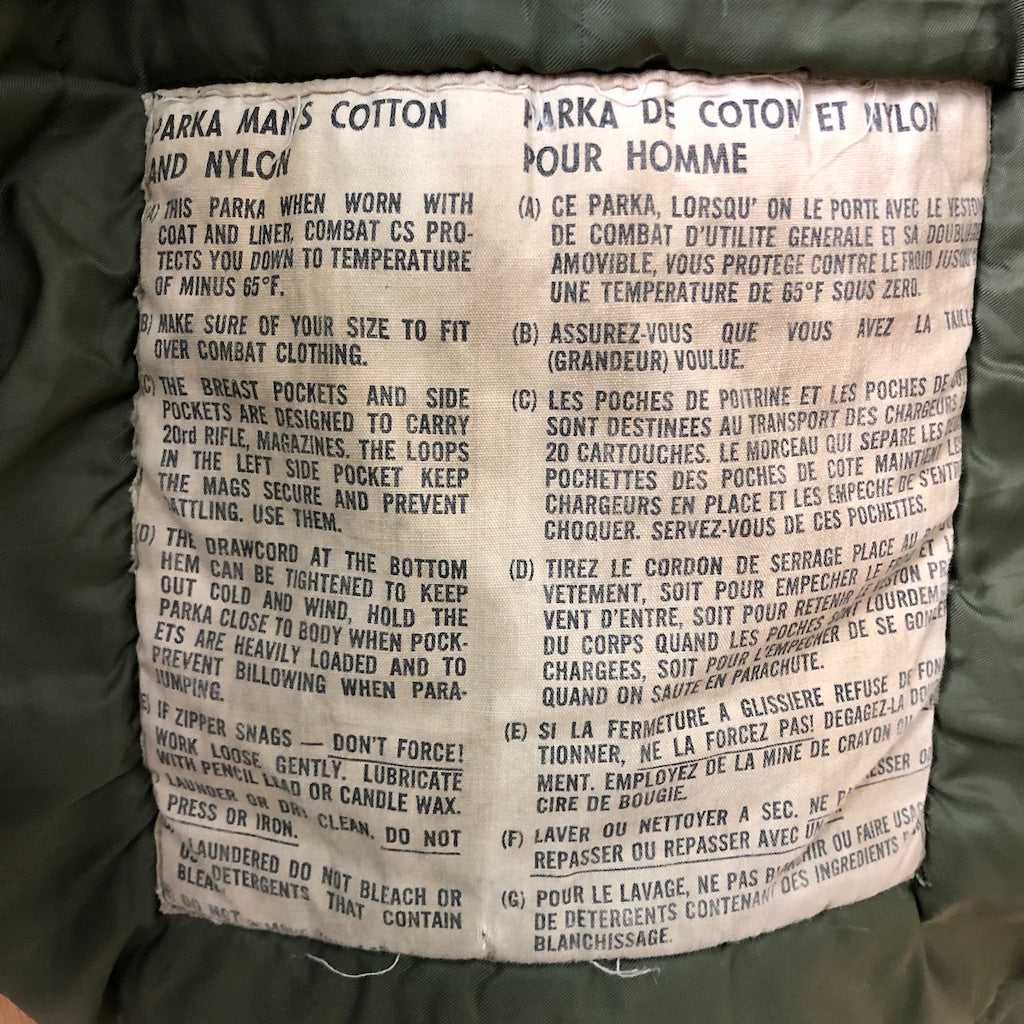 PARKA MAN'S COTTON
AND NYLON
(A) THIS PARKA WHEN WORN WITH
COAT AND LINER, COMBAT CS PRO-
TECTS YOU DOWN TO TEMPERATURE
OF MINUS 65°F.
(B) MAKE SURE OF YOUR SIZE TO FIT
OVER COMBAT CLOTHING.
(C) THE BREAST POCKETS AND SIDE
POCKETS ARE DESIGNED TO CARRY
20rd RIFLE, MAGAZINES. THE LOOPS
IN THE LEFT SIDE POCKET KEEP
THE MAGS SECURE AND PREVENT
RATTLING. USE THEM.
(D) THE DRAWCORD AT THE BOTTOM
HEM CAN BE TIGHTENED TO KEEP
OUT COLD AND WIND, HOLD THE
PARKA CLOSE TO BODY WHEN POCK-
ETS ARE HEAVILY LOADED AND TO
PREVENT BILLOWING WHEN PARA-
JUMPING.
(E) IF ZIPPER SNAGS — DON'T FORCE!
WORK LOOSE GENTLY. LUBRICATE
WITH PENCIL LEAD OR CANDLE WAX.
LAUNDER OR DRY CLEAN. DO NOT
PRESS OR IRON.
LAUNDERED DO NOT BLEACH OR
DETERGENTS THAT CONTAIN
BLEACH
DO NOT
PARKA DE COTON ET NYLON
POUR HOMME
(A) CE PARKA, LORSQU' ON LE PORTE AVEC LE VESTON
DE COMBAT D'UTILITE GENERALE ET SA DOUBLURE
AMOVIBLE, VOUS PROTEGE CONTRE LE FROID JUSQU'A
UNE TEMPERATURE DE 65°F SOUS ZERO.
(B) ASSUREZ-VOUS QUE VOUS AVEZ LA TAILLE
(GRANDEUR) VOULUE.
(C) LES POCHES DE POITRINE ET LES POCHES DE
SONT DESTINEES AU TRANSPORT DES CHARGEURS
20 CARTOUCHES. LE MORCEAU QUI SEPARE LES
POCHETTES DES POCHES DE COTE MAINTIENT LES
CHARGEURS EN PLACE ET LES EMPECHE DE S'ENTRE
CHOQUER. SERVEZ-VOUS DE CES POCHETTES.
(D) TIREZ LE CORDON DE SERRAGE PLACE AU
VETEMENT, SOIT POUR EMPECHER LE FROID ET LE
VENT D'ENTRE, SOIT POUR RETENIR LE VESTON PRES
DU CORPS QUAND LES POCHES SONT LOURDEMENT
CHARGEES, SOIT POUR L'EMPECHER DE SE GONFLER
QUAND ON SAUTE EN PARACHUTE.
(E) SI LA FERMETURE A GLISSIERE REFUSE DE FONC-
TIONNER, NE LA FORCEZ PAS! DEGAGEZ-LA DOUCE-
MENT. EMPLOYEZ DE LA MINE DE CRAYON OU
CIRE DE BOUGIE.
(F) LAVER OU NETTOYER A SEC. NE PAS PRESSER OU
REPASSER OU REPASSER AVEC UN
(G) POUR LE LAVAGE, NE PAS BLANCHIR OU FAIRE USAGE
DE DETERGENTS CONTENANT DES INGREDIENTS
BLANCHISSAGE.